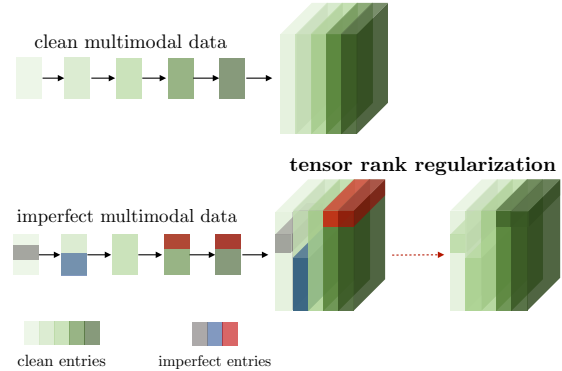 clean multimodal data
tensor rank regularization
imperfect multimodal data
clean entries
imperfect entries